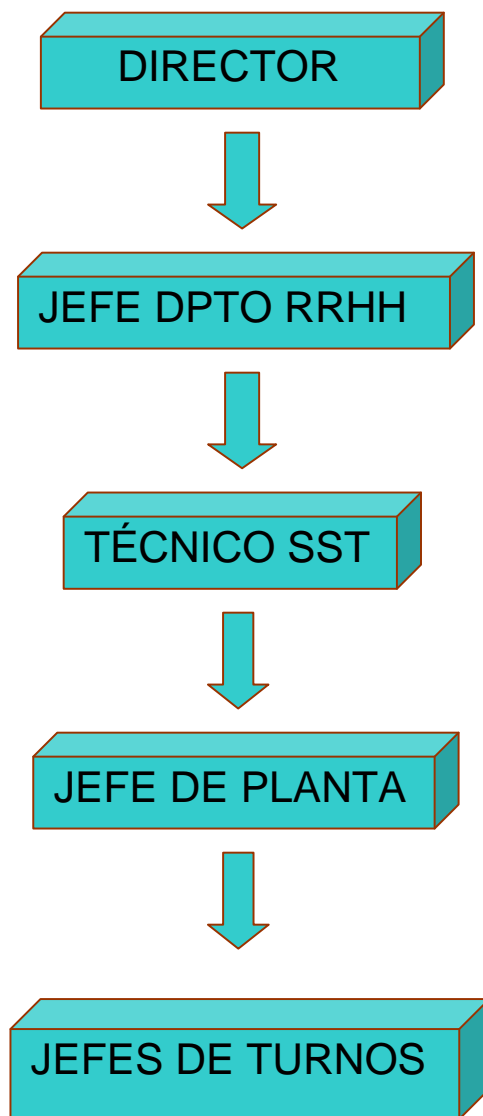 DIRECTOR
JEFE DPTO RRHH
TÉCNICO SST
JEFE DE PLANTA
JEFES DE TURNOS